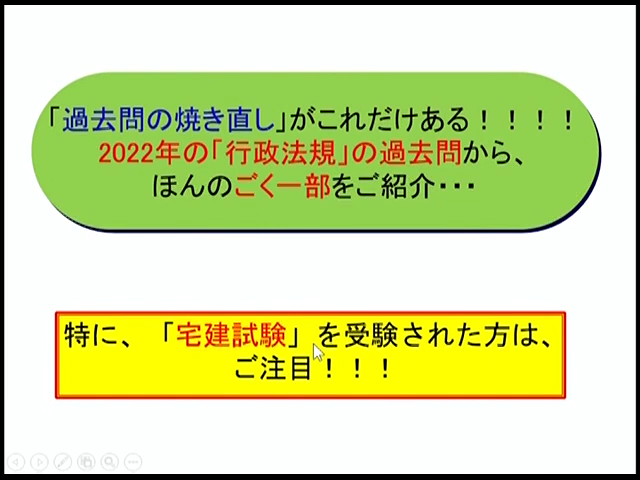 「過去問の焼き直し」がこれだけある！！！！
2022年の「行政法規」の過去問から、
ほんのごく一部をご紹介・・・
特に、「宅建試験」を受験された方は、
ご注目！！！